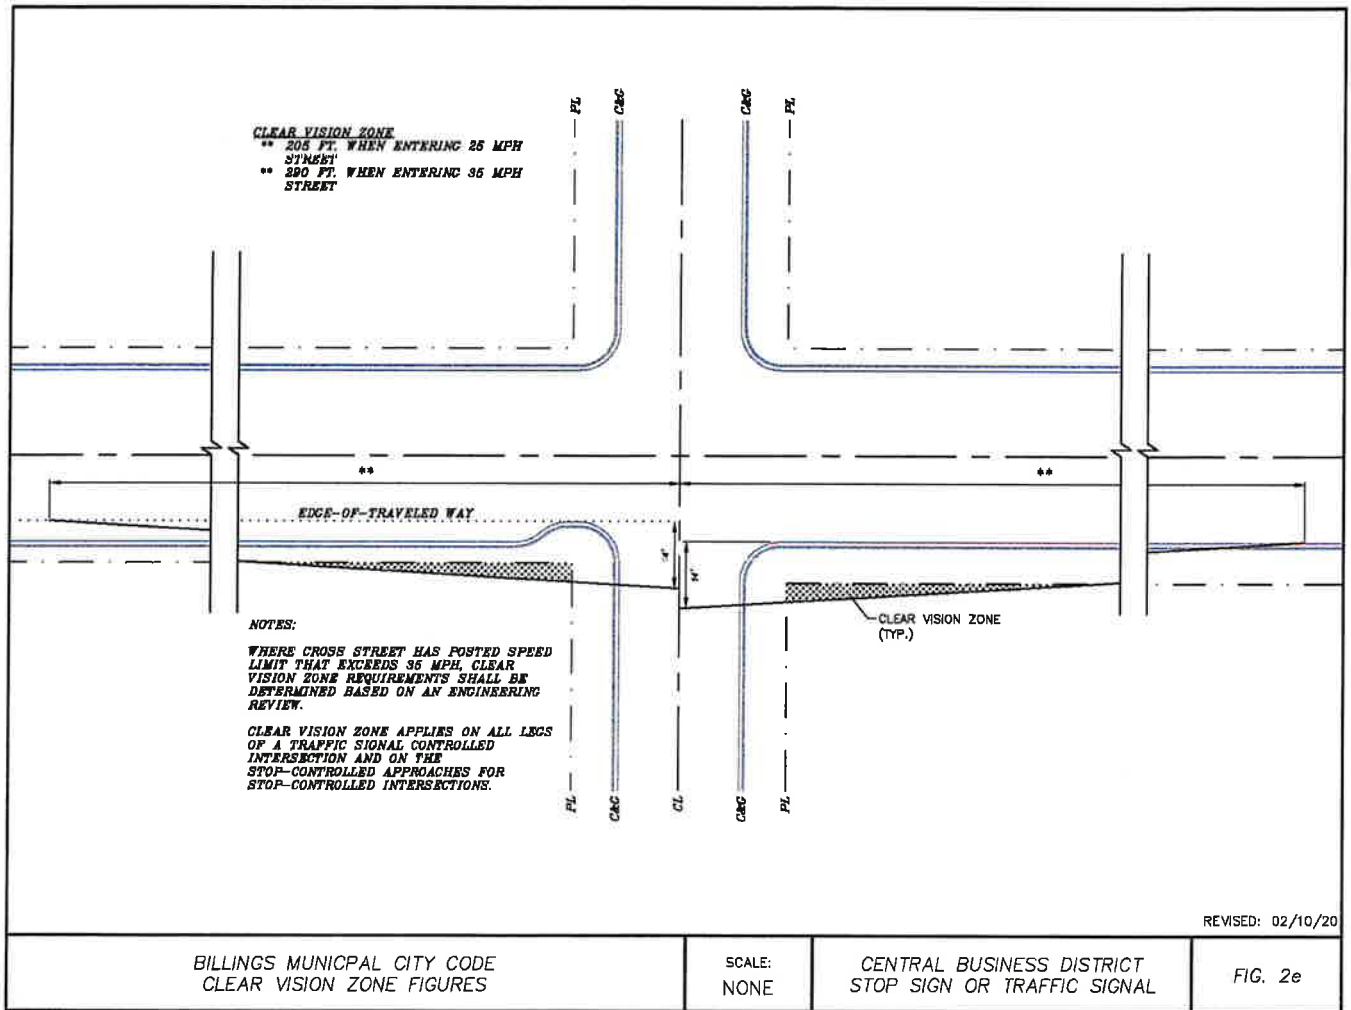 PL
C&G
C&G
PL
CLEAR VISION ZONE
** 205 FT. WHEN ENTERING 25 MPH
STREET
** 290 FT. WHEN ENTERING 35 MPH
STREET
**
**
EDGE-OF-TRAVELED WAY
14'
14'
CLEAR VISION ZONE
(TYP.)
NOTES:
WHERE CROSS STREET HAS POSTED SPEED
LIMIT THAT EXCEEDS 35 MPH, CLEAR
VISION ZONE REQUIREMENTS SHALL BE
DETERMINED BASED ON AN ENGINEERING
REVIEW.
CLEAR VISION ZONE APPLIES ON ALL LEGS
OF A TRAFFIC SIGNAL CONTROLLED
INTERSECTION AND ON THE
STOP-CONTROLLED APPROACHES FOR
STOP-CONTROLLED INTERSECTIONS.
PL
C&G
CL
C&G
PL
REVISED: 02/10/20
BILLINGS MUNICPAL CITY CODE
CLEAR VISION ZONE FIGURES
SCALE:
NONE
CENTRAL BUSINESS DISTRICT
STOP SIGN OR TRAFFIC SIGNAL
FIG. 2e